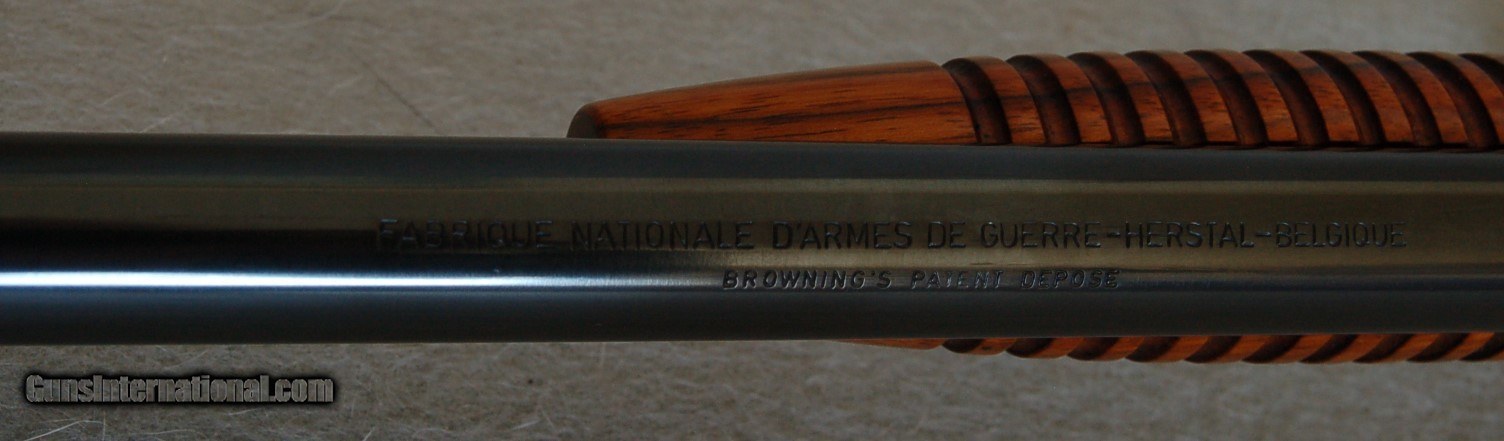 FABRIQUE NATIONALE D'ARMES DE GUERRE-HERSTAL-BELGIQUE
BROWNING'S PATENT DEPOSE
GunsInternational.com